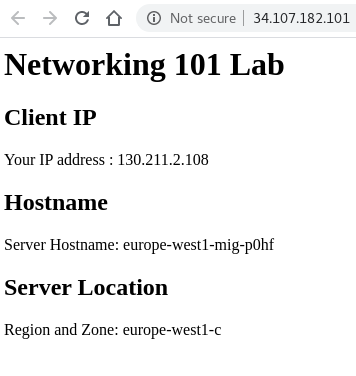 Not secure | 34.107.182.101
Networking 101 Lab
Client IP
Your IP address : 130.211.2.108
Hostname
Server Hostname: europe-west1-mig-p0hf
Server Location
Region and Zone: europe-west1-c